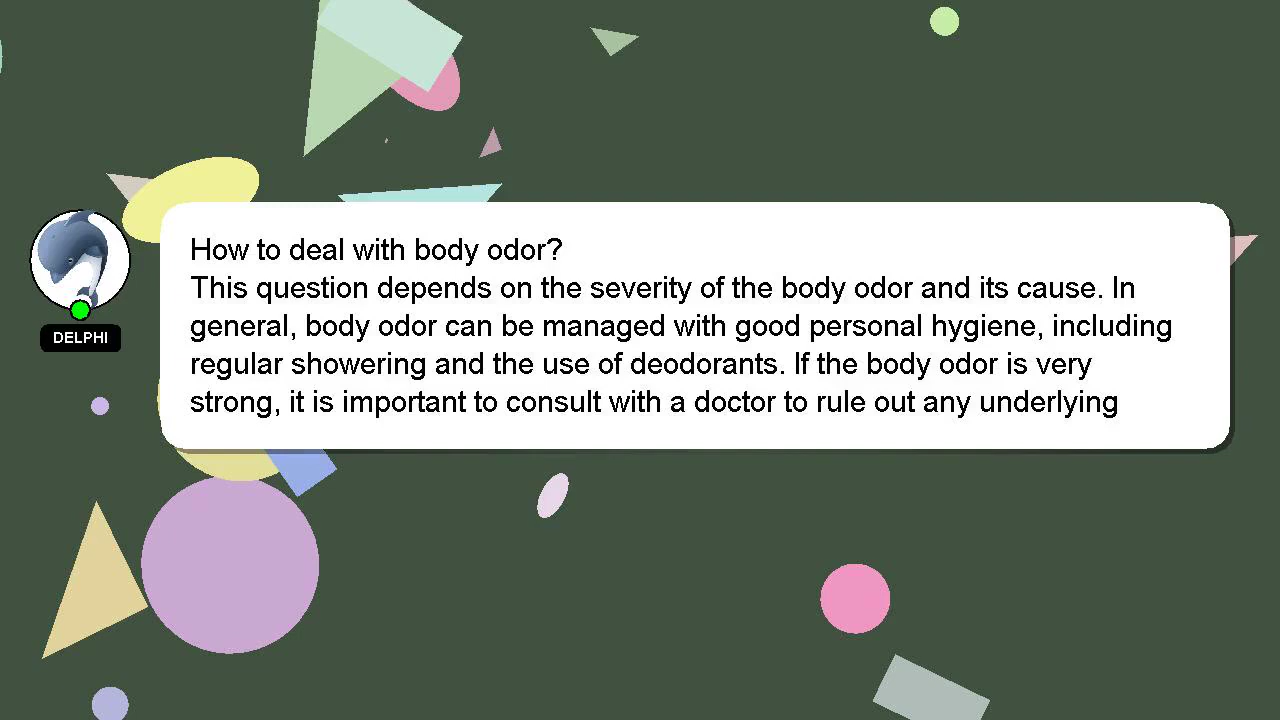 How to deal with body odor?
This question depends on the severity of the body odor and its cause. In
general, body odor can be managed with good personal hygiene, including
regular showering and the use of deodorants. If the body odor is very
strong, it is important to consult with a doctor to rule out any underlying
DELPHI